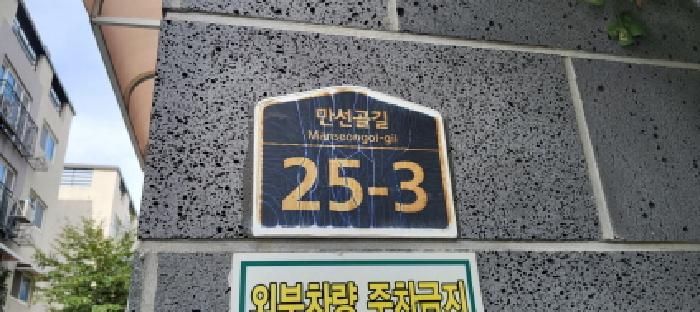 만선골길
Manseongol-gil
25-3
외부차량 주차금지